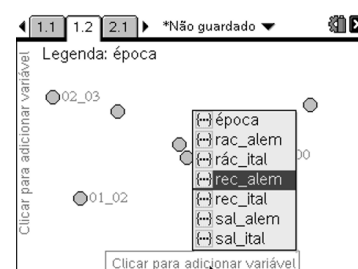 1.1 1.2 2.1 *Não guardado
Legenda: época
02_03
época
rac_alem
rác_ital
00
rec_alem
01_02
rec_ital
sal_alem
sal_ital
Clicar para adicionar variável
Clicar para adicionar variável